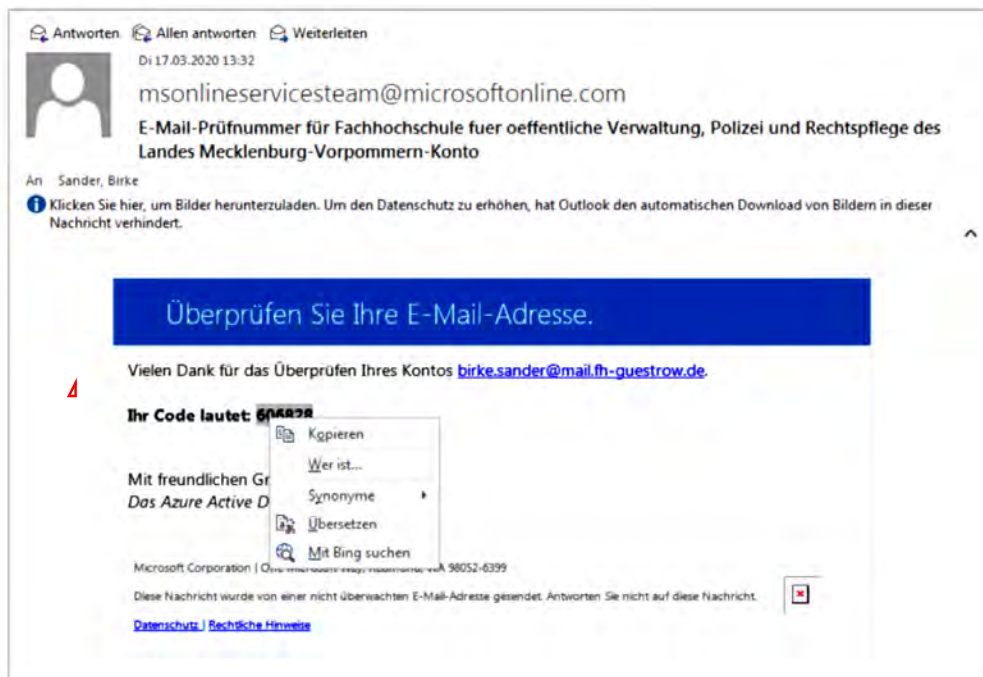 Antworten Allen antworten Weiterleiten
Di 17.03.2020 13:32
msonlineservicesteam@microsoftonline.com
E-Mail-Prüfnummer für Fachhochschule fuer oeffentliche Verwaltung, Polizei und Rechtspflege des
Landes Mecklenburg-Vorpommern-Konto
An Sander, Birke
Klicken Sie hier, um Bilder herunterzuladen. Um den Datenschutz zu erhöhen, hat Outlook den automatischen Download von Bildern in dieser
Nachricht verhindert.
Überprüfen Sie Ihre E-Mail-Adresse.
Vielen Dank für das Überprüfen Ihres Kontos birke.sander@mail.fh-guestrow.de.
Ihr Code lautet: 606828
Kopieren
Wer ist...
Mit freundlichen Gr
Synonyme
Das Azure Active D
Übersetzen
Mit Bing suchen
Microsoft Corporation | One Microsoft Way, Redmond, WA 98052-6399
Diese Nachricht wurde von einer nicht überwachten E-Mail-Adresse gesendet. Antworten Sie nicht auf diese Nachricht.
Datenschutz | Rechtliche Hinweise